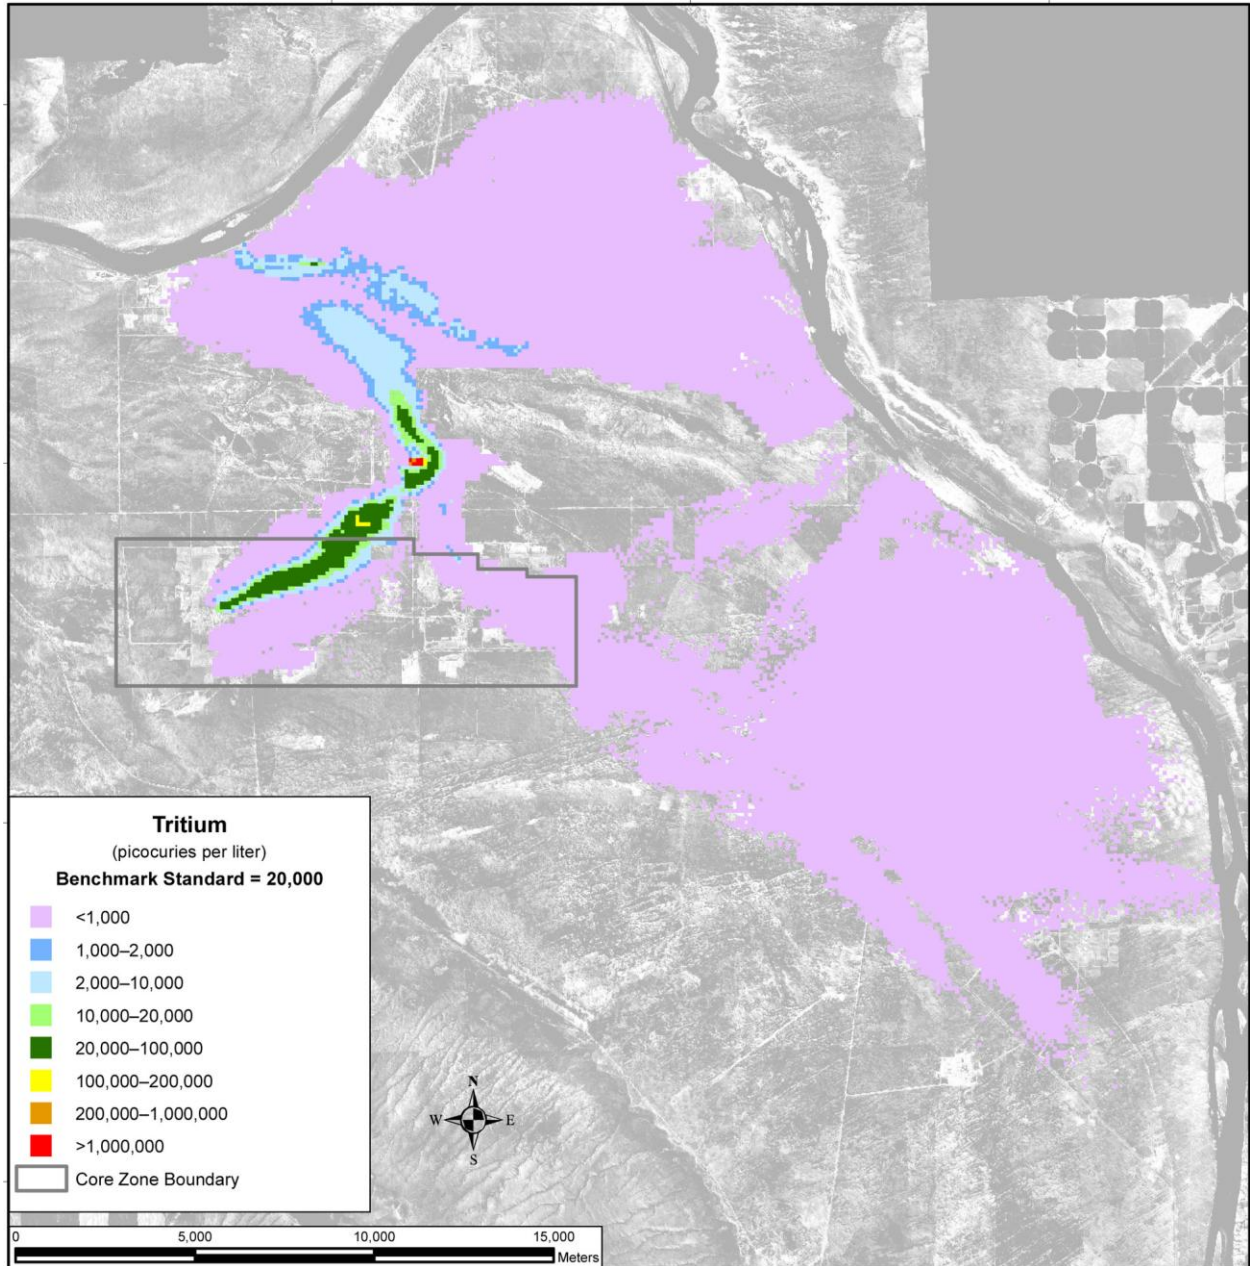 Tritium
(picocuries per liter)
Benchmark Standard = 20,000
<1,000
1,000–2,000
2,000–10,000
10,000–20,000
20,000–100,000
100,000–200,000
200,000–1,000,000
>1,000,000
Core Zone Boundary
N
W E
S
0 5,000 10,000 15,000
Meters